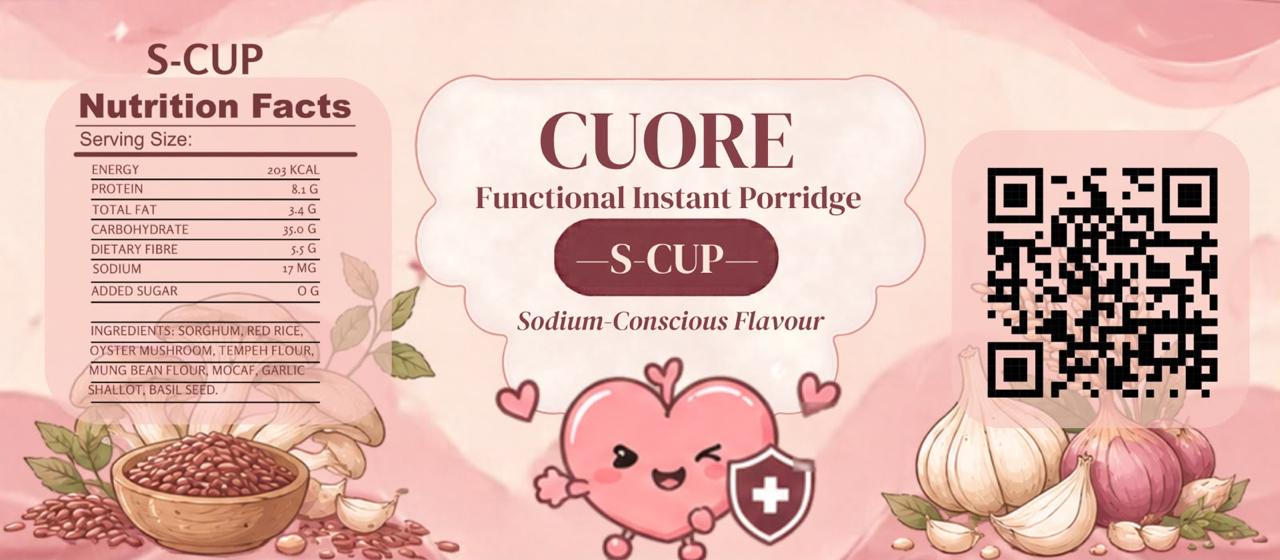 S-CUP
Nutrition Facts
Serving Size:
ENERGY 203 KCAL
PROTEIN 8.1 G
TOTAL FAT 3.4 G
CARBOHYDRATE 35.0 G
DIETARY FIBRE 5.5 G
SODIUM 17 MG
ADDED SUGAR 0 G
INGREDIENTS: SORGHUM, RED RICE,
OYSTER MUSHROOM, TEMPEH FLOUR,
MUNG BEAN FLOUR, MOCAF, GARLIC
SHALLOT, BASIL SEED.
CUORE
Functional Instant Porridge
—S-CUP—
Sodium-Conscious Flavour